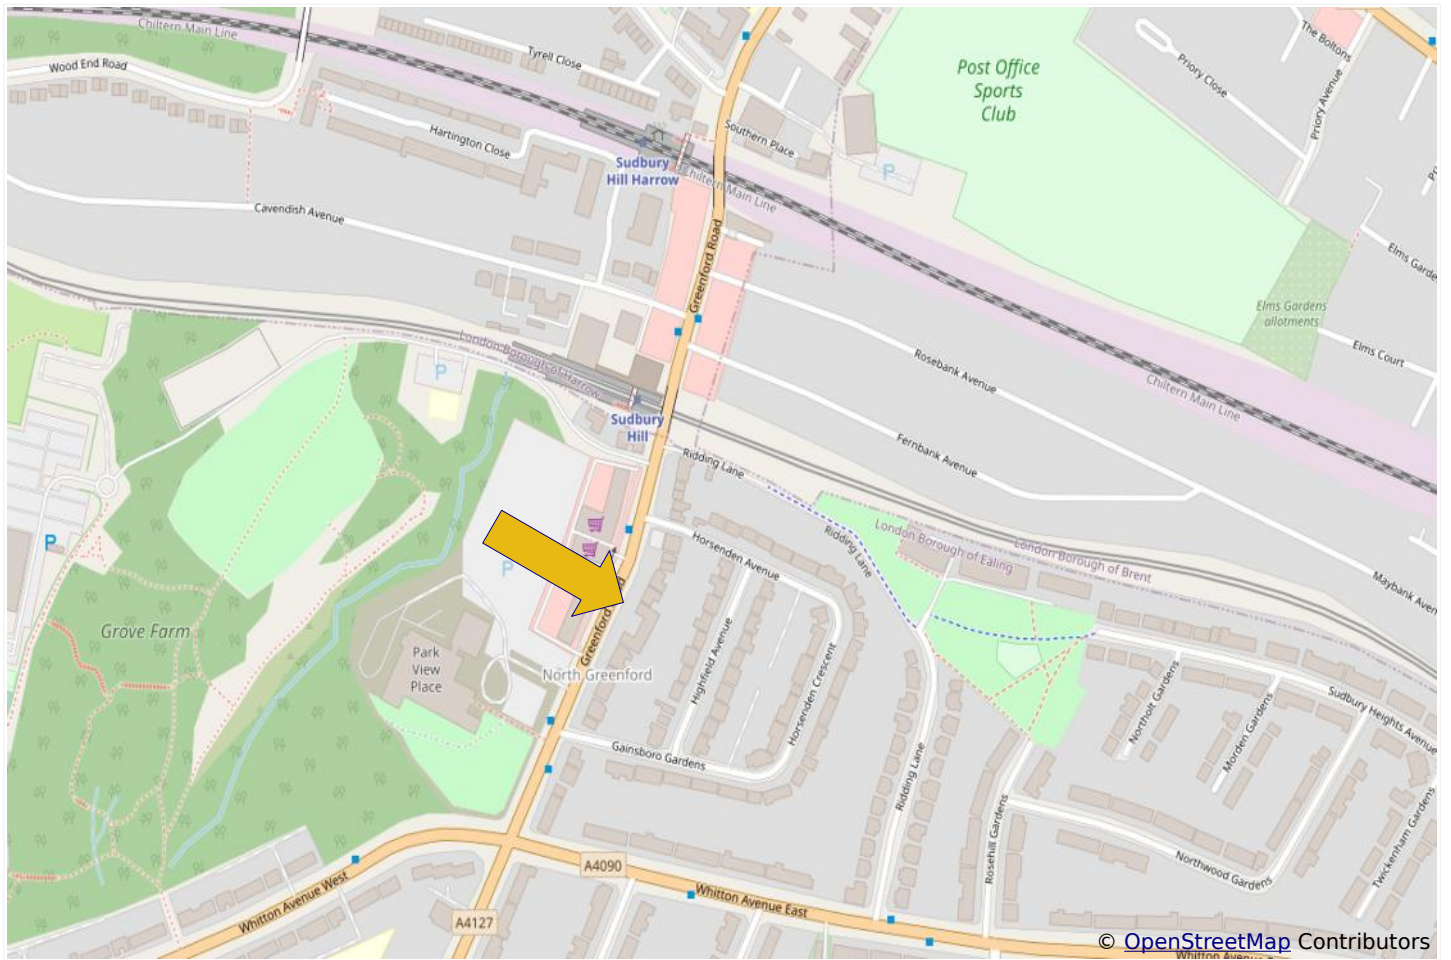 Chiltern Main Line
The Boltons
Wood End Road
Tyrell Close
Post Office
Sports
Club
Priory Close
Priory Avenue
Hartington Close
Southern Place
Sudbury
Hill Harrow
P
Chiltern Main Line
Cavendish Avenue
Greenford Road
Elms Garde
Elms Gardens
allotments
London Borough of Harrow
Rosebank Avenue
Elms Court
P
Chiltern Main Line
Sudbury
Hill
Fernbank Avenue
Ridding Lane
P
Horsenden Avenue
Ridding Lane
London Borough of Ealing
London Borough of Brent
P
Maybank Aven
Grove Farm
Greenford
Park
View
Place
North Greenford
Highfield Avenue
Horsenden Crescent
Northolt Gardens
Morden Gardens
Sudbury Heights Avenue
Gainsboro Gardens
Ridding Lane
Rosehill Gardens
Northwood Gardens
Twickenham Gardens
A4090
Whitton Avenue West
Whitton Avenue East
A4127
© OpenStreetMap Contributors